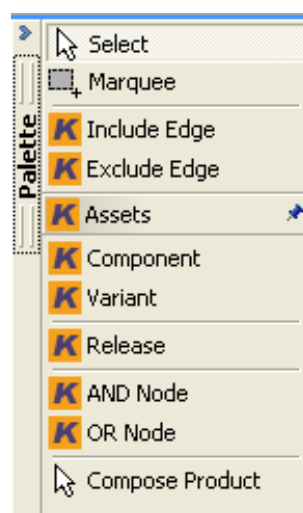 Palette
Select
Marquee
K Include Edge
K Exclude Edge
K Assets
K Component
K Variant
K Release
K AND Node
K OR Node
Compose Product